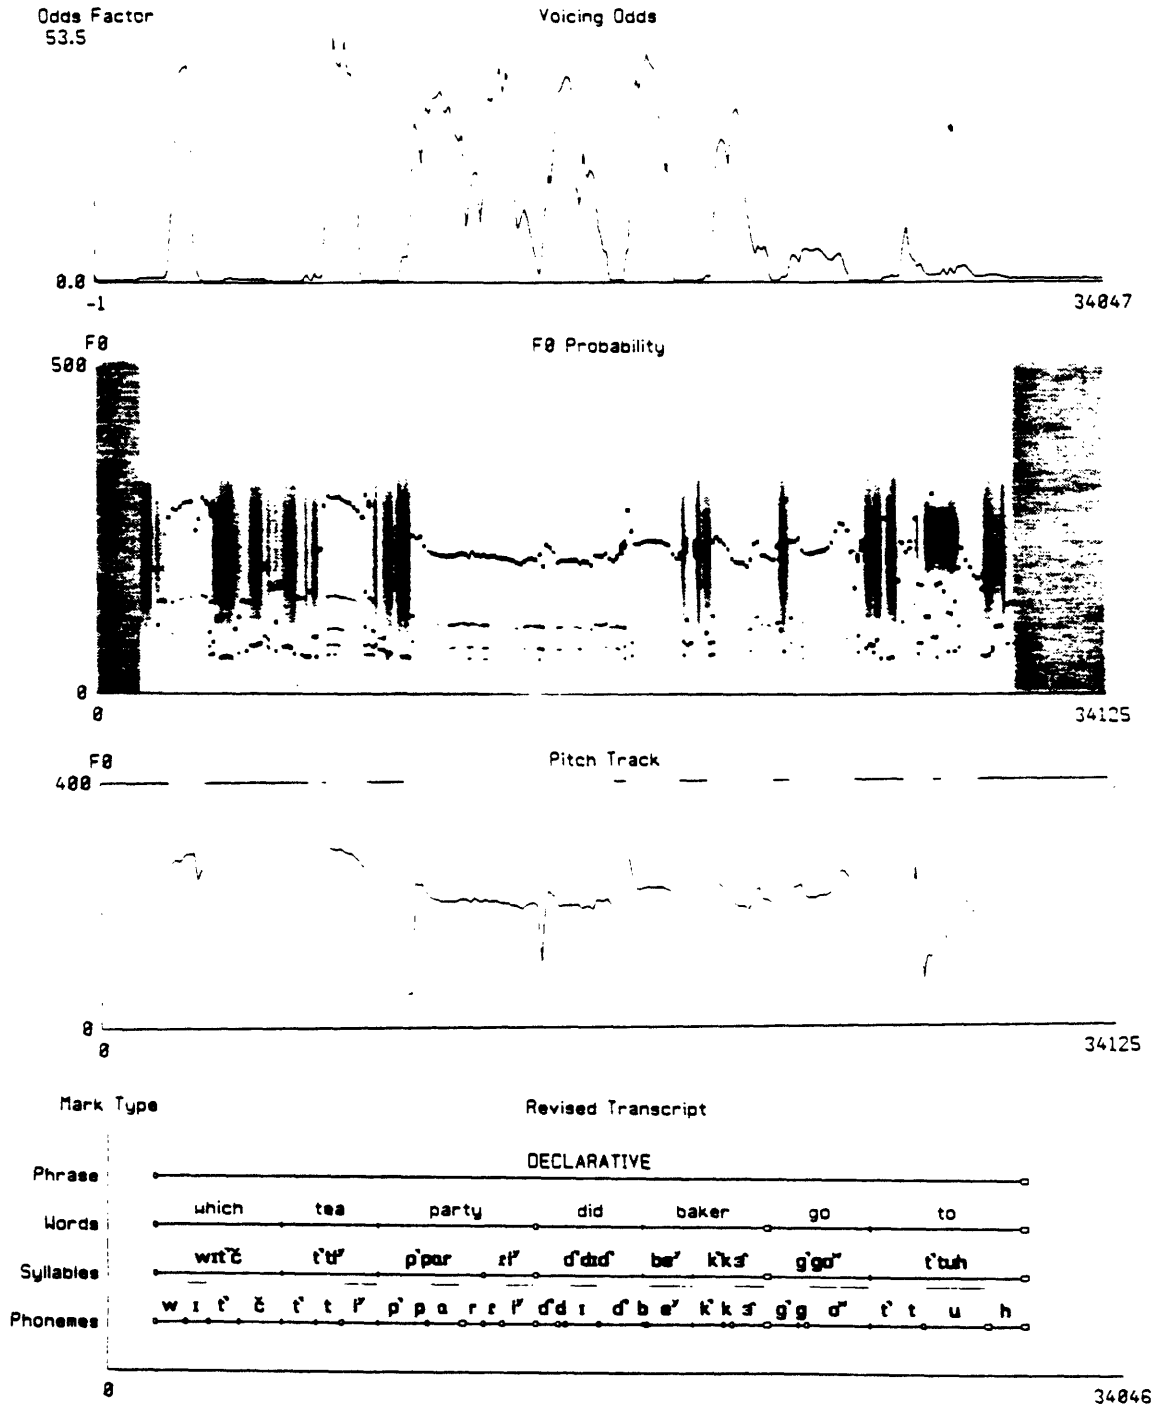 Odds Factor Voicing Odds
53.5
0.0
-1 34047
F0 F0 Probability
500
0
0 34125
F0 Pitch Track
400
0
0 34125
Mark Type Revised Transcript
DECLARATIVE
Phrase
which tea party did baker go to
Words
Syllables
Phonemes
0 34046